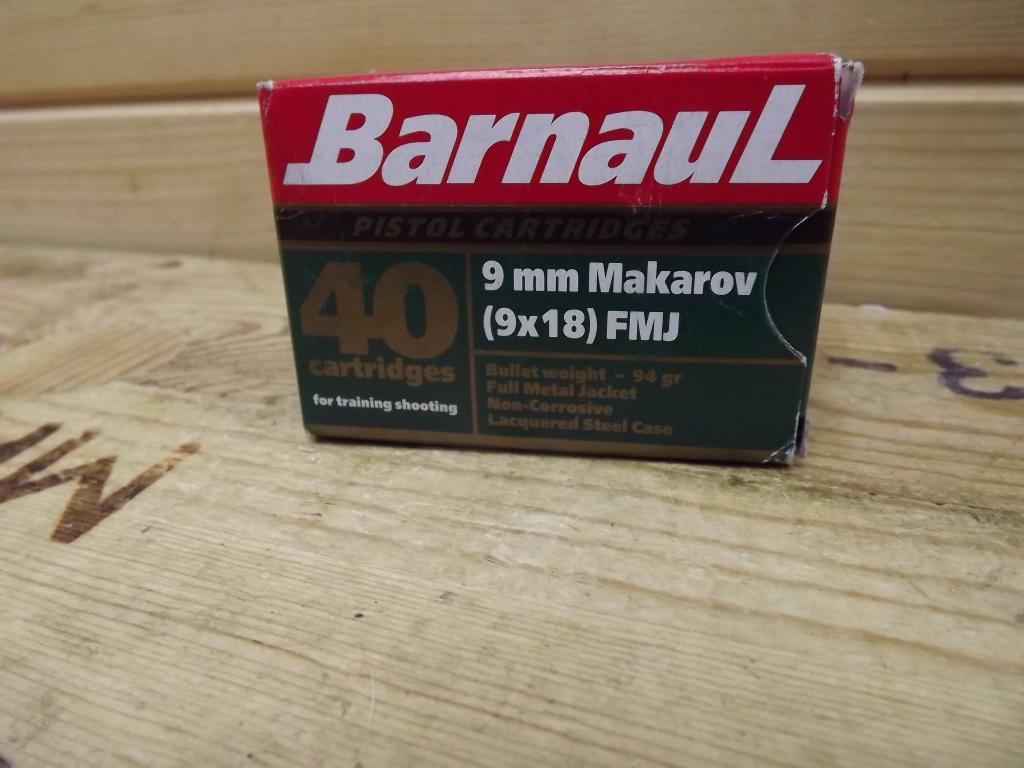 BarnauL
PISTOL CARTRIDGES
40
cartridges
for training shooting
9 mm Makarov
(9x18) FMJ
Bullet weight – 94 gr
Full Metal Jacket
Non-Corrosive
Lacquered Steel Case
3